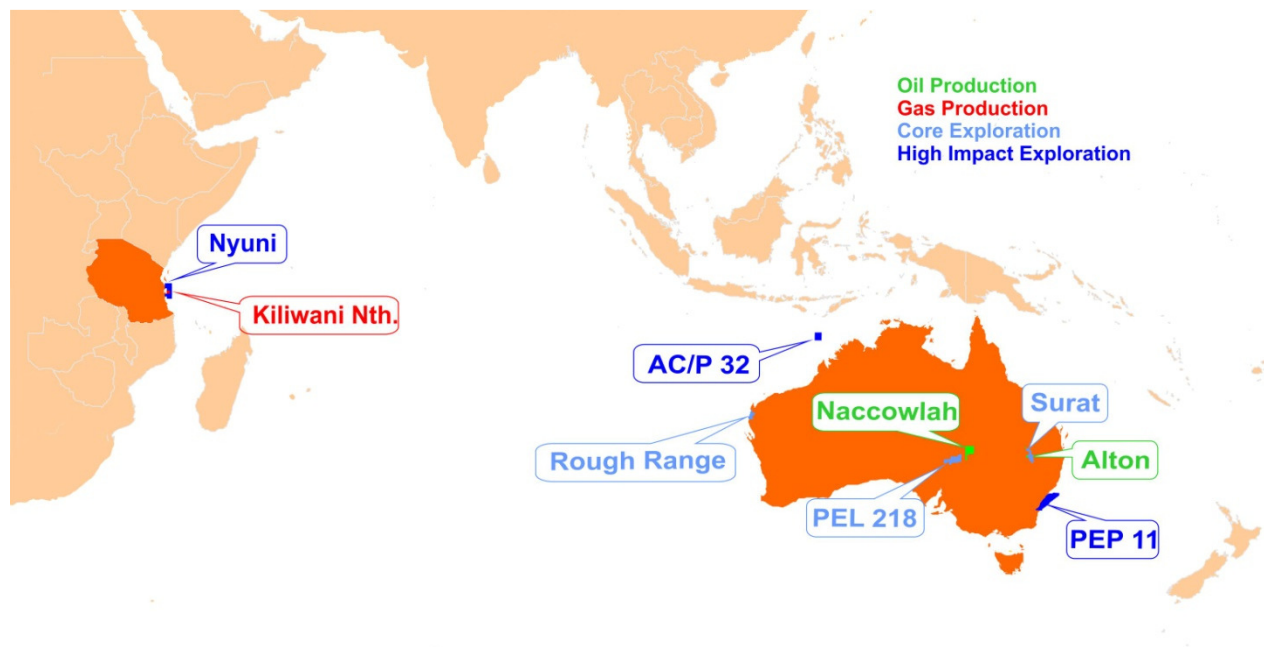 Oil Production
Gas Production
Core Exploration
High Impact Exploration
Nyuni
Kiliwani Nth.
AC/P 32
Naccowlah
Surat
Rough Range
Alton
PEL 218
PEP 11